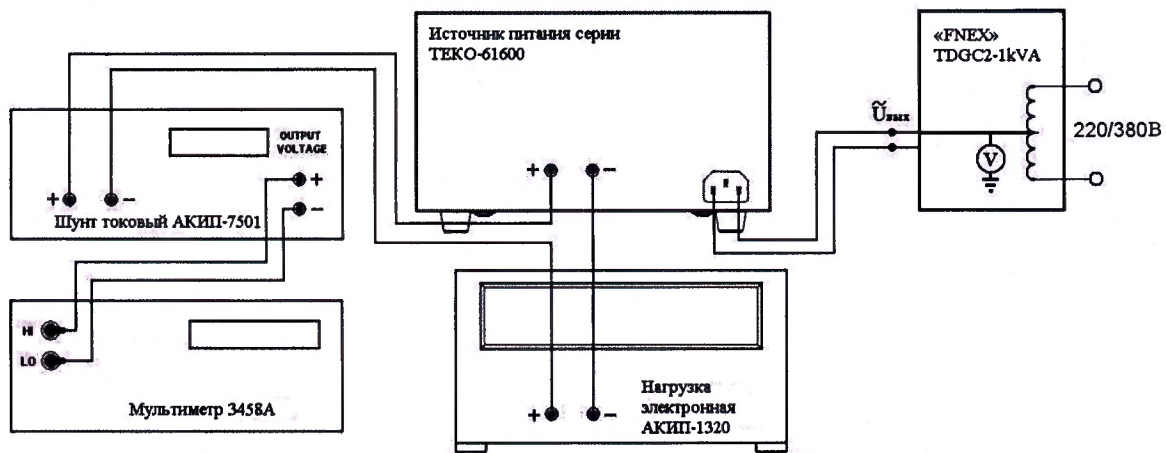 Источник питания серии
ТЕКО-61600
«FNEX»
TDGC2-1kVA
Ũвых
220/380В
V
OUTPUT
VOLTAGE
+
−
+ −
Шунт токовый АКИП-7501
+ −
HI
LO
Мультиметр 3458А
+ −
Нагрузка
электронная
АКИП-1320